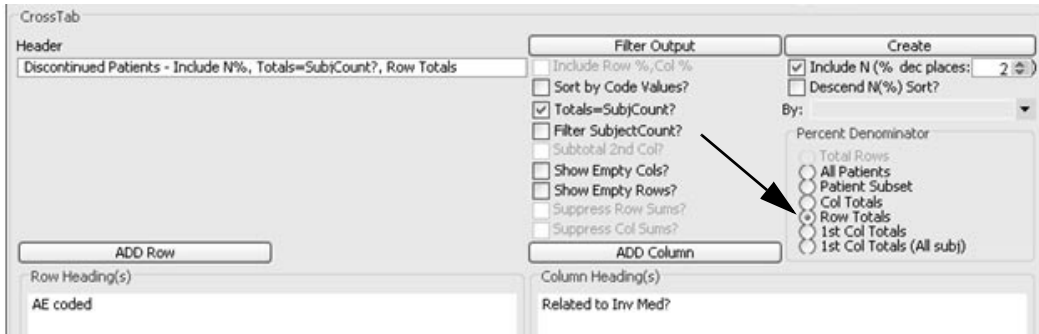 CrossTab
Header
Discontinued Patients - Include N%, Totals=SubjCount?, Row Totals
Filter Output
Include Row %,Col %
Sort by Code Values?
Totals=SubjCount?
Filter SubjectCount?
Subtotal 2nd Col?
Show Empty Cols?
Show Empty Rows?
Suppress Row Sums?
Suppress Col Sums?
Create
Include N (% dec places: 2 )
Descend N(%) Sort?
By:
Percent Denominator
Total Rows
All Patients
Patient Subset
Col Totals
Row Totals
1st Col Totals
1st Col Totals (All subj)
ADD Row
ADD Column
Row Heading(s)
AE coded
Column Heading(s)
Related to Inv Med?